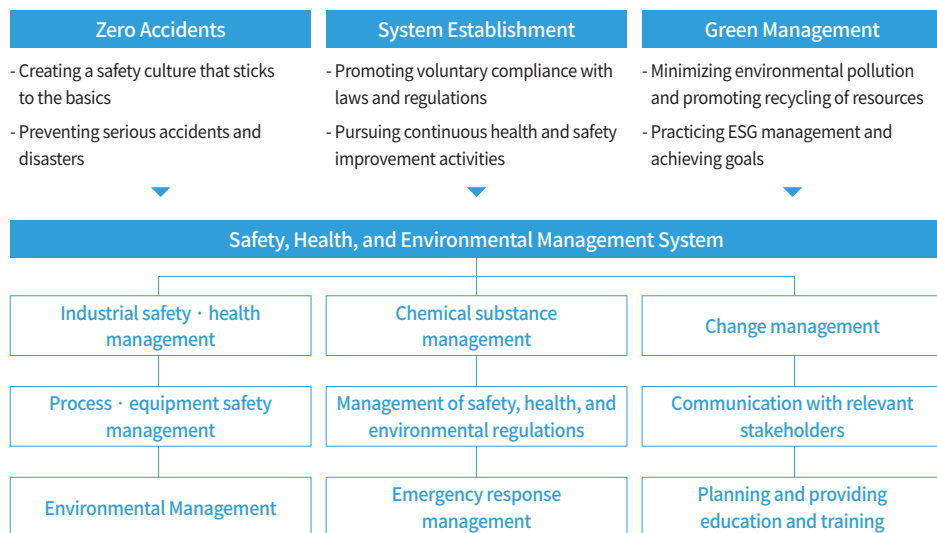 Zero Accidents
- Creating a safety culture that sticks
to the basics
- Preventing serious accidents and
disasters
System Establishment
- Promoting voluntary compliance with
laws and regulations
- Pursuing continuous health and safety
improvement activities
Green Management
- Minimizing environmental pollution
and promoting recycling of resources
- Practicing ESG management and
achieving goals
Safety, Health, and Environmental Management System
Industrial safety · health
management
Chemical substance
management
Change management
Process · equipment safety
management
Management of safety, health, and
environmental regulations
Communication with relevant
stakeholders
Environmental Management
Emergency response
management
Planning and providing
education and training